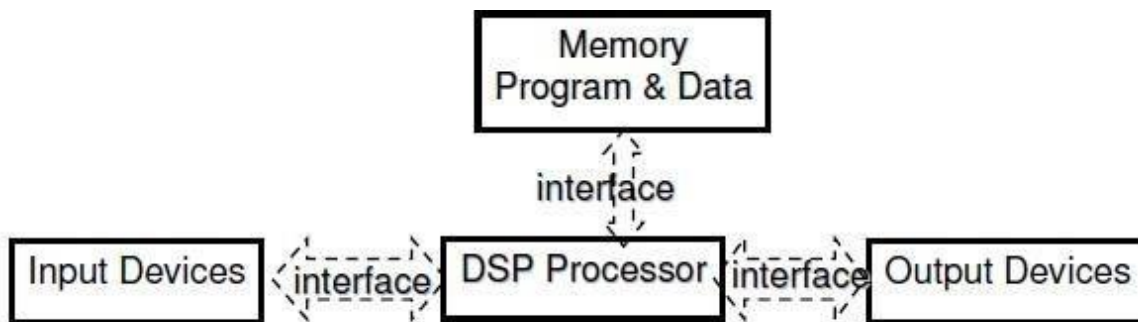 Memory
Program & Data
interface
Input Devices
interface
DSP Processor
interface
Output Devices